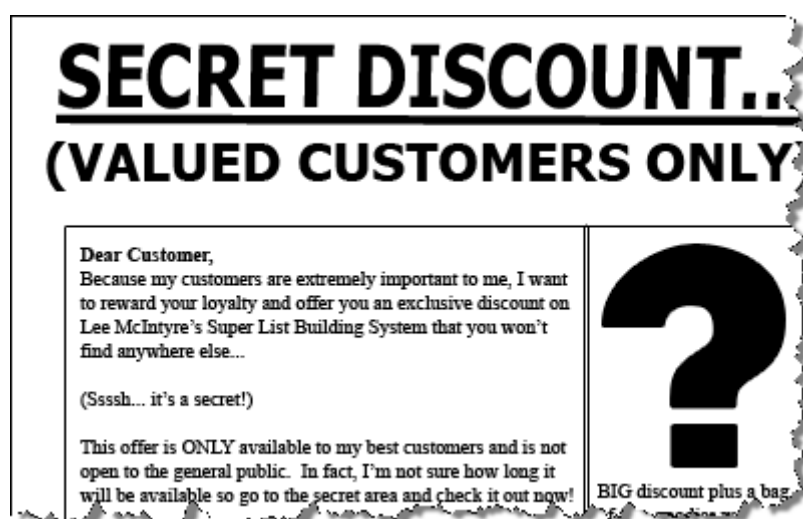 SECRET DISCOUNT..
(VALUED CUSTOMERS ONLY)
Dear Customer,
Because my customers are extremely important to me, I want
to reward your loyalty and offer you an exclusive discount on
Lee McIntyre's Super List Building System that you won't
find anywhere else...
(Ssssh... it's a secret!)
This offer is ONLY available to my best customers and is not
open to the general public. In fact, I'm not sure how long it
will be available so go to the secret area and check it out now!
?
BIG discount plus a bag